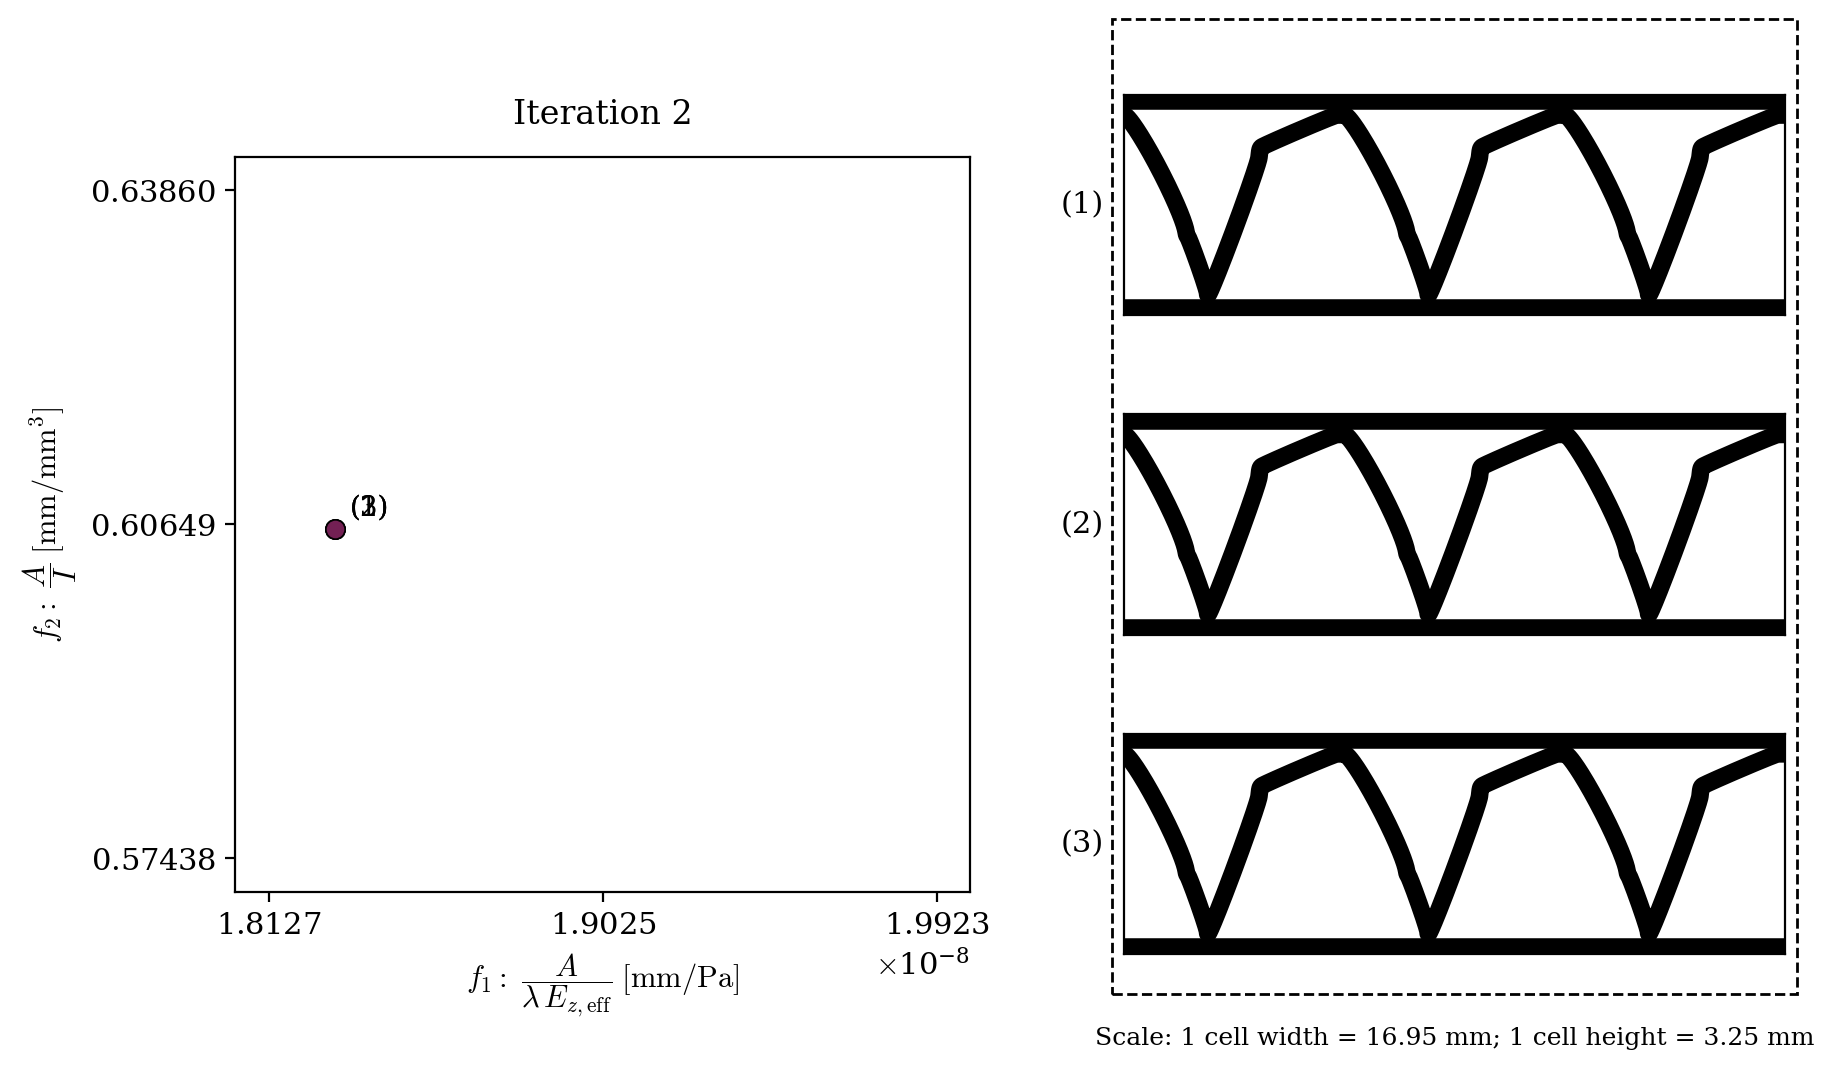 Iteration 2
0.63860
0.60649
0.57438
f₂ : A/I [mm/mm³]
1.8127 1.9025 1.9923
×10⁻⁸
f₁ : A/(λ E_{z, eff}) [mm/Pa]
(1)
(2)
(3)
Scale: 1 cell width = 16.95 mm; 1 cell height = 3.25 mm